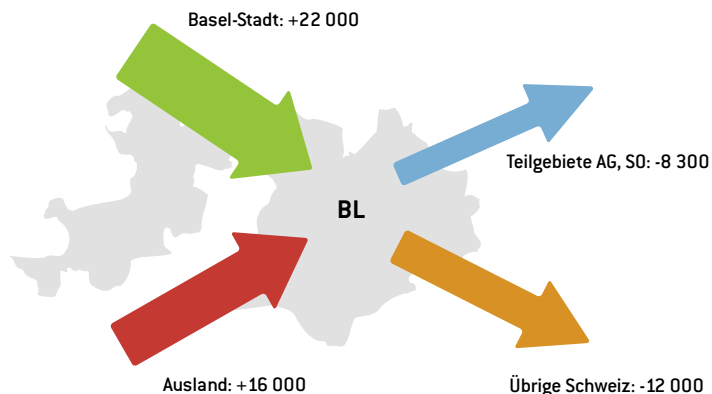 Basel-Stadt: +22 000
Teilgebiete AG, SO: -8 300
BL
Ausland: +16 000
Übrige Schweiz: -12 000